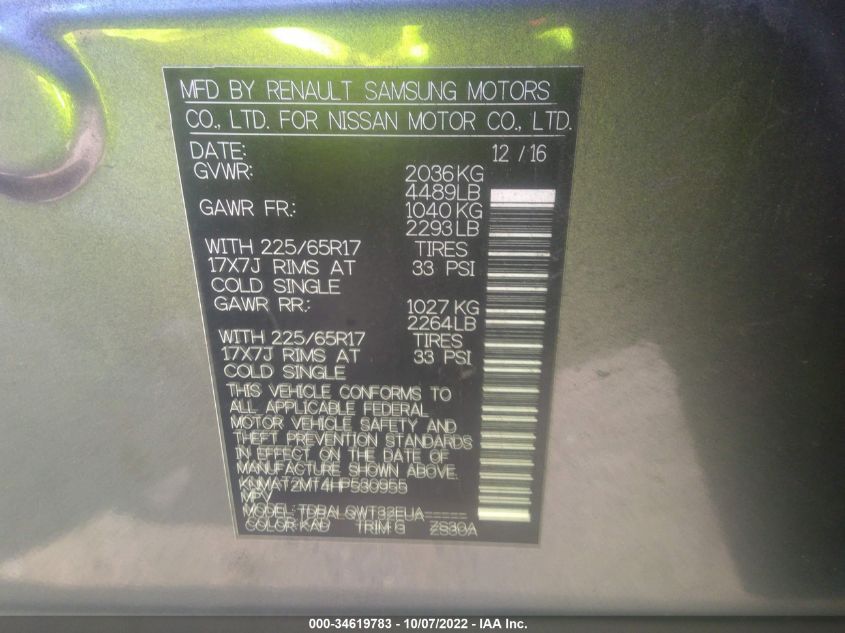 MFD BY RENAULT SAMSUNG MOTORS
CO., LTD. FOR NISSAN MOTOR CO., LTD.
DATE: 12 / 16
GVWR: 2036 KG
4489 LB
GAWR FR.: 1040 KG
2293 LB
WITH 225/65R17 TIRES
17X7J RIMS AT 33 PSI
COLD SINGLE
GAWR RR.: 1027 KG
2264 LB
WITH 225/65R17 TIRES
17X7J RIMS AT 33 PSI
COLD SINGLE
THIS VEHICLE CONFORMS TO
ALL APPLICABLE FEDERAL
MOTOR VEHICLE SAFETY AND
THEFT PREVENTION STANDARDS
IN EFFECT ON THE DATE OF
MANUFACTURE SHOWN ABOVE.
KNMAT2MT4HP530955
MPV
MODEL: TDBALQWT32EUA-----
COLOR: KAD TRIM: G ZS30A
000-34619783 - 10/07/2022 - IAA Inc.